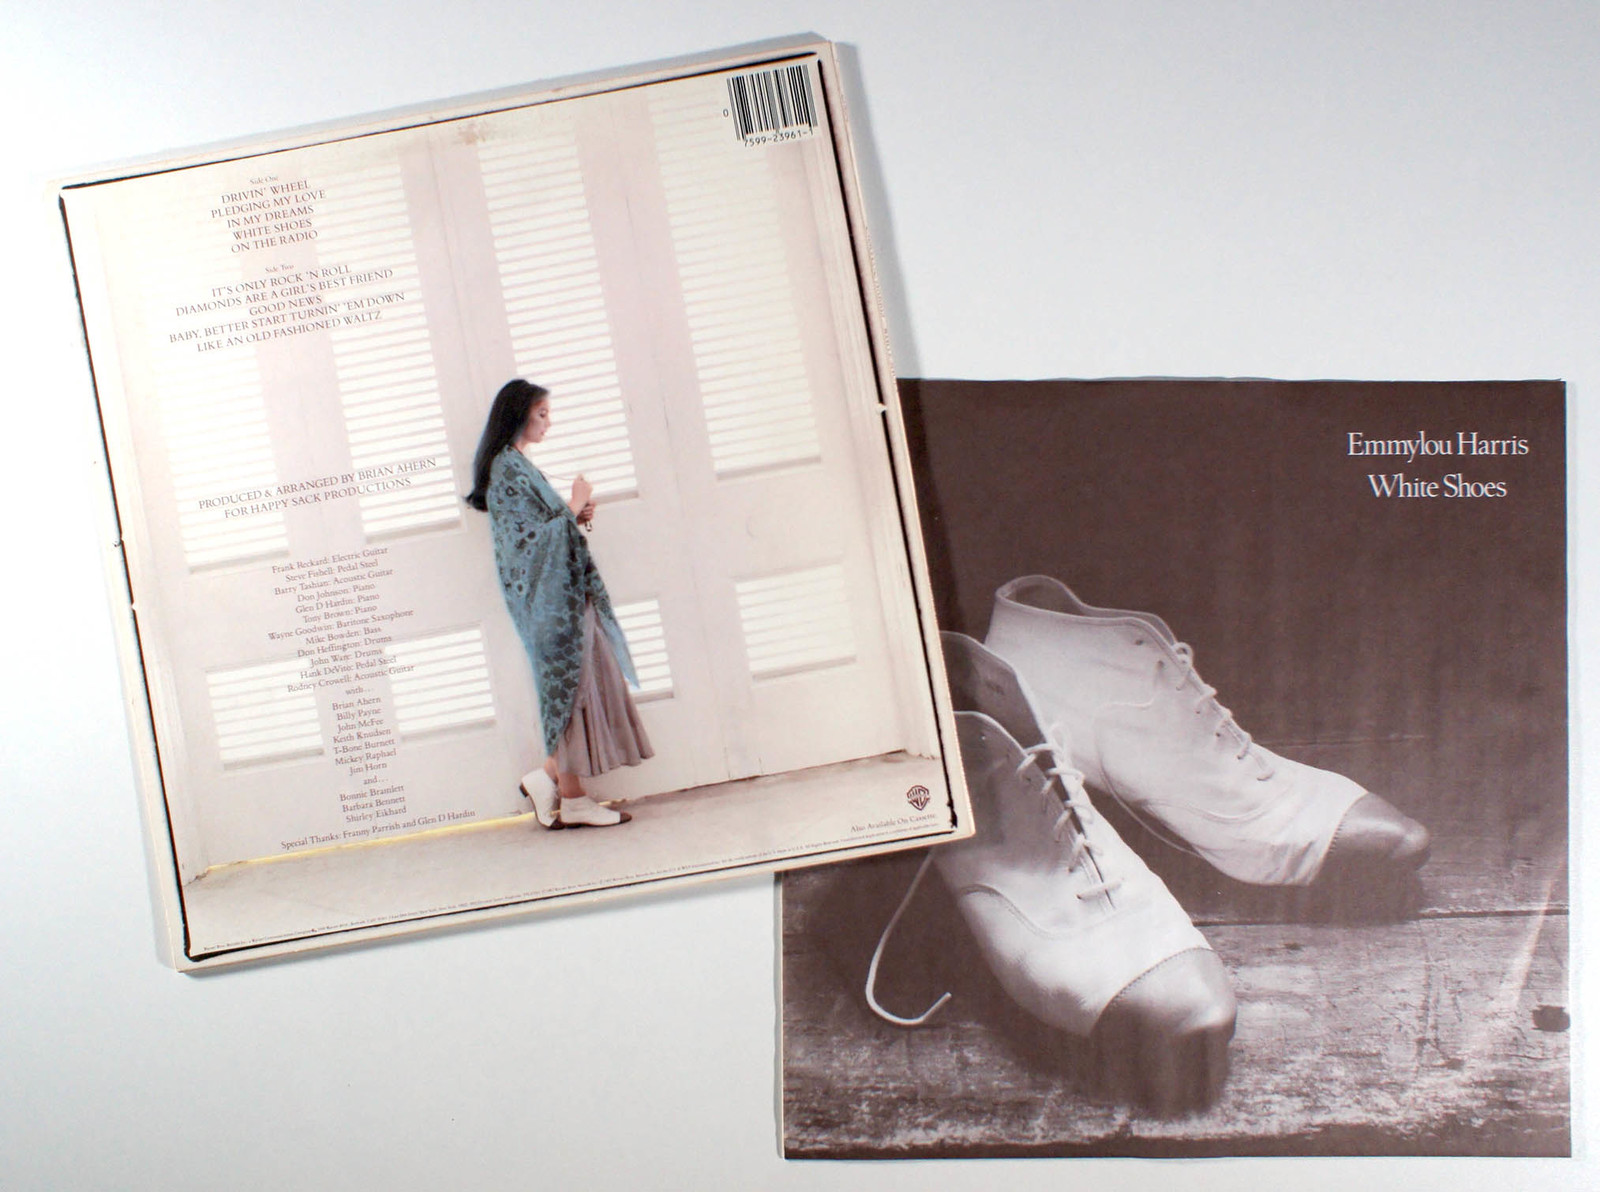 0
7599-23961-1
Side One
DRIVIN' WHEEL
PLEDGING MY LOVE
IN MY DREAMS
WHITE SHOES
ON THE RADIO
Side Two
IT'S ONLY ROCK 'N ROLL
DIAMONDS ARE A GIRL'S BEST FRIEND
GOOD NEWS
BABY, BETTER START TURNIN' 'EM DOWN
LIKE AN OLD FASHIONED WALTZ
PRODUCED & ARRANGED BY BRIAN AHERN
FOR HAPPY SACK PRODUCTIONS
Frank Reckard: Electric Guitar
Steve Fishell: Pedal Steel
Barry Tashian: Acoustic Guitar
Don Johnson: Piano
Glen D Hardin: Piano
Tony Brown: Piano
Wayne Goodwin: Baritone Saxophone
Mike Bowden: Bass
Don Heffington: Drums
John Ware: Drums
Hank DeVito: Pedal Steel
Rodney Crowell: Acoustic Guitar
with...
Brian Ahern
Billy Payne
John McFee
Keith Knudsen
T-Bone Burnett
Mickey Raphael
Jim Horn
and...
Bonnie Bramlett
Barbara Bennett
Shirley Eikhard
Special Thanks: Franny Parrish and Glen D Hardin
Also Available On Cassette.
Emmylou Harris
White Shoes